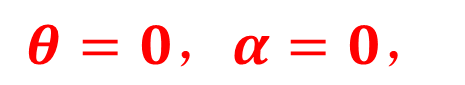 θ = 0, α = 0,